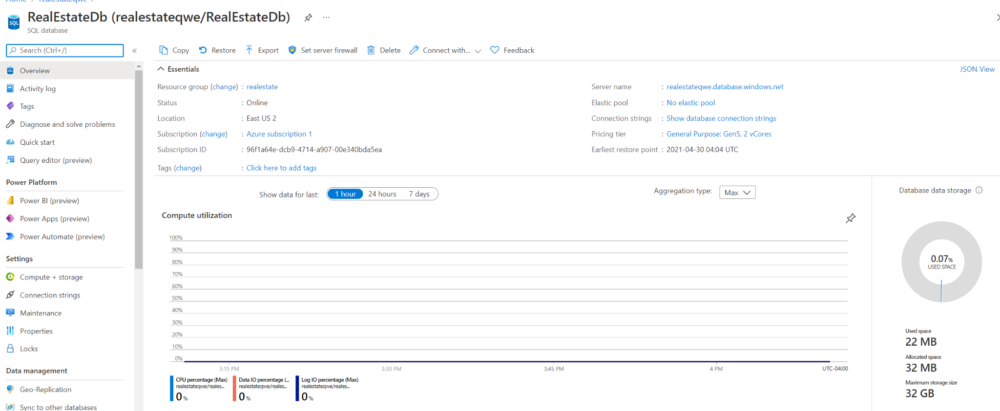 Home > realestateqwe >
RealEstateDb (realestateqwe/RealEstateDb)
SQL database
Search (Ctrl+/)
Overview
Activity log
Tags
Diagnose and solve problems
Quick start
Query editor (preview)
Power Platform
Power BI (preview)
Power Apps (preview)
Power Automate (preview)
Settings
Compute + storage
Connection strings
Maintenance
Properties
Locks
Data management
Geo-Replication
Sync to other databases
Copy Restore Export Set server firewall Delete Connect with... Feedback
Essentials
JSON View
Resource group (change) : realestate
Status : Online
Location : East US 2
Subscription (change) : Azure subscription 1
Subscription ID : 96f1a64e-dcb9-4714-a907-00e340bda5ea
Tags (change) : Click here to add tags
Server name : realestateqwe.database.windows.net
Elastic pool : No elastic pool
Connection strings : Show database connection strings
Pricing tier : General Purpose: Gen5, 2 vCores
Earliest restore point : 2021-04-30 04:04 UTC
Show data for last: 1 hour 24 hours 7 days
Aggregation type: Max
Compute utilization
100%
90%
80%
70%
60%
50%
40%
30%
20%
10%
0%
3:15 PM 3:30 PM 3:45 PM 4 PM UTC-04:00
CPU percentage (Max)
realestateqwe/reales...
0 %
Data IO percentage (...
realestateqwe/reales...
0 %
Log IO percentage (Max)
realestateqwe/reales...
0 %
Database data storage
0.07%
USED SPACE
Used space
22 MB
Allocated space
32 MB
Maximum storage size
32 GB